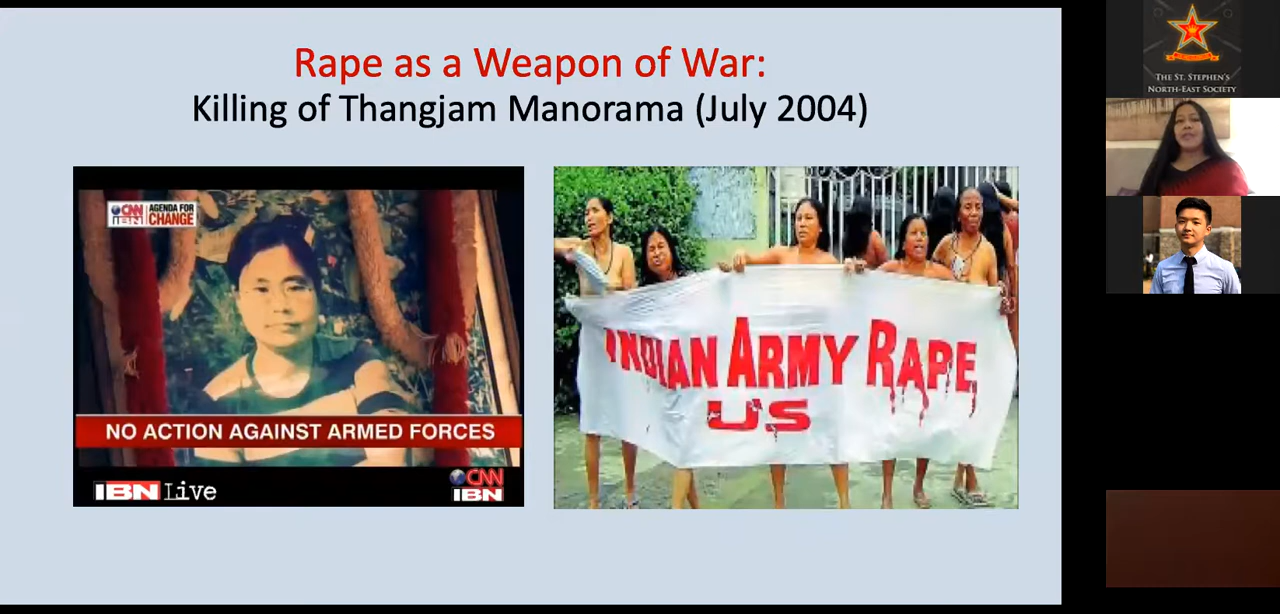 Rape as a Weapon of War:
Killing of Thangjam Manorama (July 2004)
CNN
IBN
AGENDA FOR
CHANGE
NO ACTION AGAINST ARMED FORCES
IBN Live
CNN
IBN
INDIAN ARMY RAPE
US
THE ST. STEPHEN'S
NORTH-EAST SOCIETY